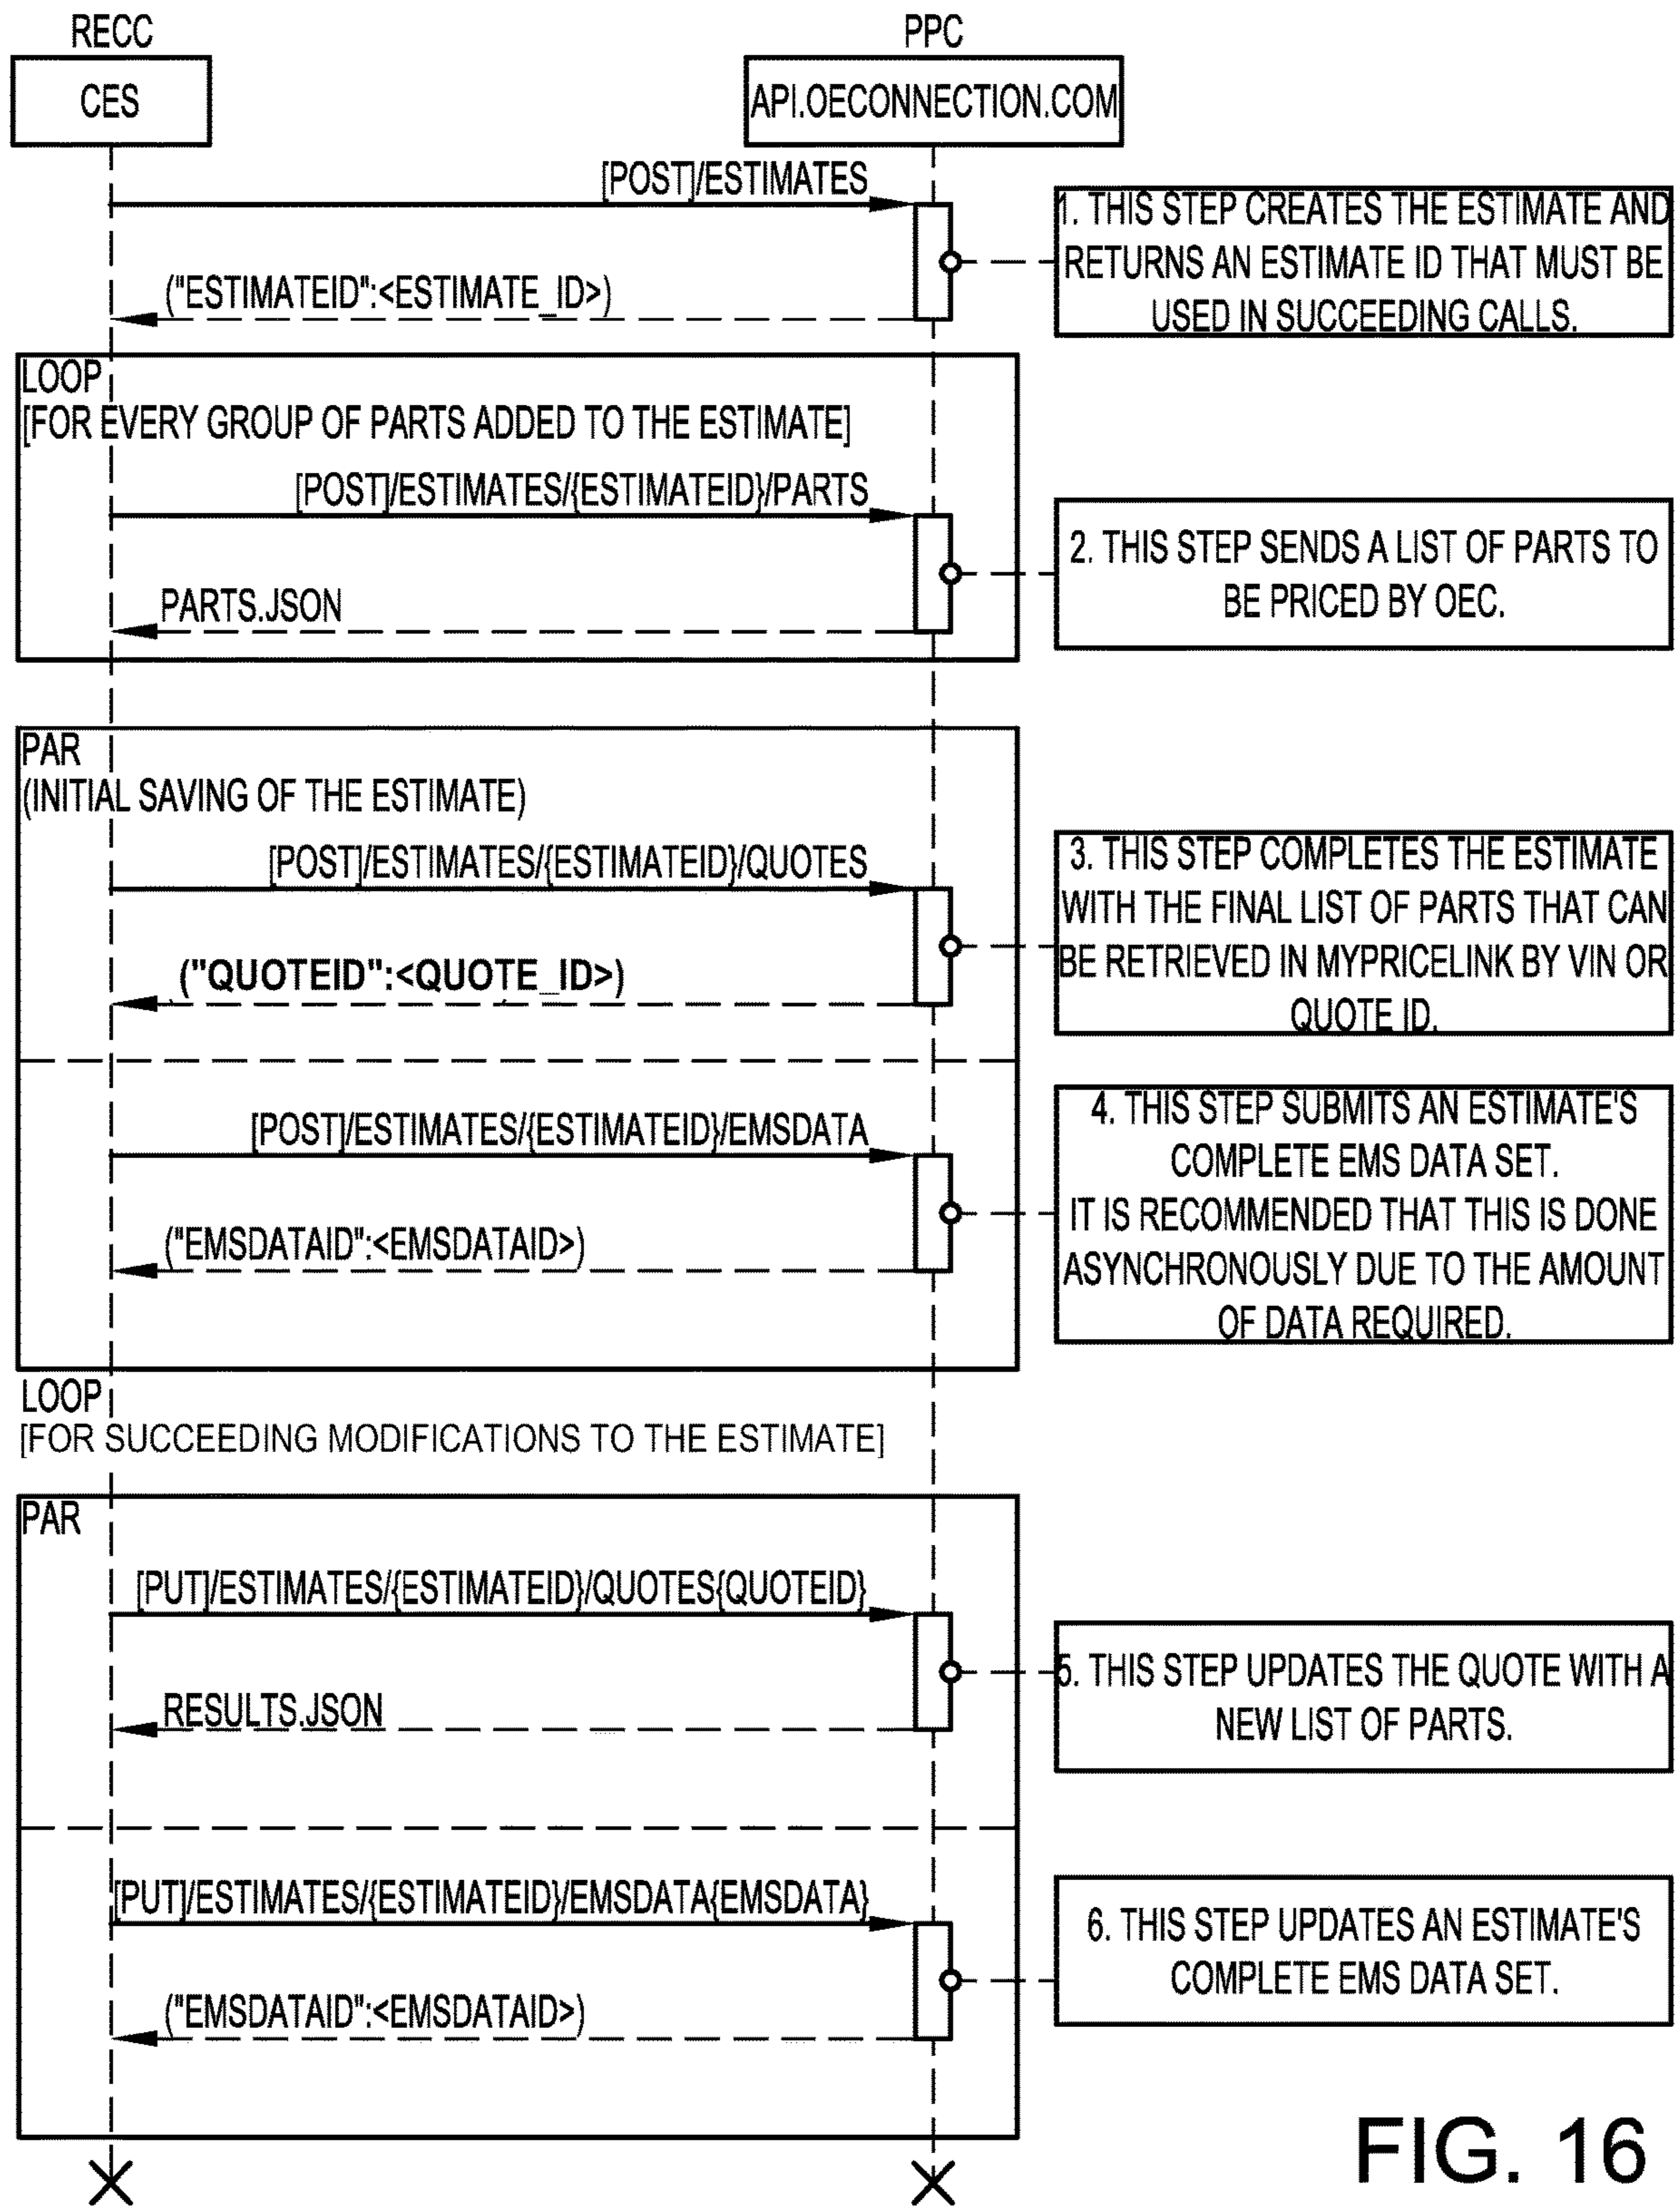 RECC
PPC
CES
API.OECONNECTION.COM
[POST]/ESTIMATES
1. THIS STEP CREATES THE ESTIMATE AND
RETURNS AN ESTIMATE ID THAT MUST BE
USED IN SUCCEEDING CALLS.
("ESTIMATEID":<ESTIMATE_ID>)
LOOP
[FOR EVERY GROUP OF PARTS ADDED TO THE ESTIMATE]
[POST]/ESTIMATES/{ESTIMATEID}/PARTS
2. THIS STEP SENDS A LIST OF PARTS TO
BE PRICED BY OEC.
PARTS.JSON
PAR
(INITIAL SAVING OF THE ESTIMATE)
[POST]/ESTIMATES/{ESTIMATEID}/QUOTES
3. THIS STEP COMPLETES THE ESTIMATE
WITH THE FINAL LIST OF PARTS THAT CAN
BE RETRIEVED IN MYPRICELINK BY VIN OR
QUOTE ID.
("QUOTEID":<QUOTE_ID>)
[POST]/ESTIMATES/{ESTIMATEID}/EMSDATA
4. THIS STEP SUBMITS AN ESTIMATE'S
COMPLETE EMS DATA SET.
IT IS RECOMMENDED THAT THIS IS DONE
ASYNCHRONOUSLY DUE TO THE AMOUNT
OF DATA REQUIRED.
("EMSDATAID":<EMSDATAID>)
LOOP
[FOR SUCCEEDING MODIFICATIONS TO THE ESTIMATE]
PAR
[PUT]/ESTIMATES/{ESTIMATEID}/QUOTES{QUOTEID}
5. THIS STEP UPDATES THE QUOTE WITH A
NEW LIST OF PARTS.
RESULTS.JSON
[PUT]/ESTIMATES/{ESTIMATEID}/EMSDATA{EMSDATA}
6. THIS STEP UPDATES AN ESTIMATE'S
COMPLETE EMS DATA SET.
("EMSDATAID":<EMSDATAID>)
FIG. 16